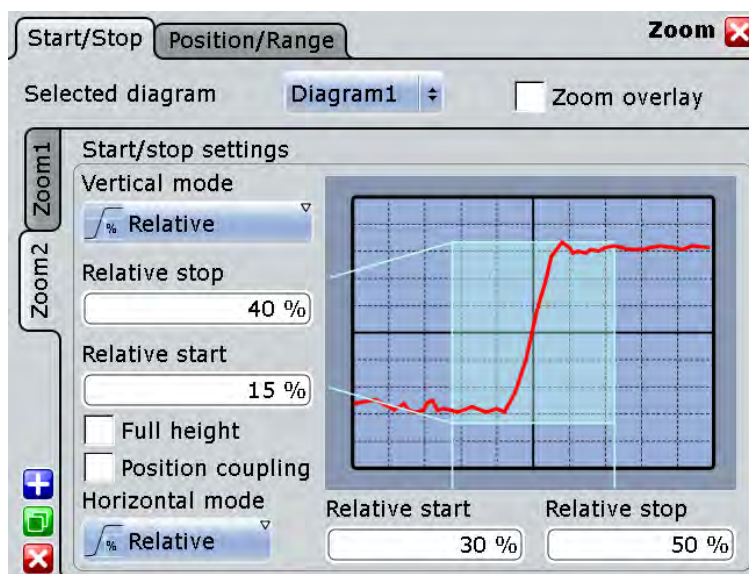 Start/Stop Position/Range Zoom
Selected diagram Diagram1 Zoom overlay
Zoom1
Zoom2
Start/stop settings
Vertical mode
% Relative
Relative stop
40 %
Relative start
15 %
Full height
Position coupling
Horizontal mode
% Relative
Relative start Relative stop
30 % 50 %